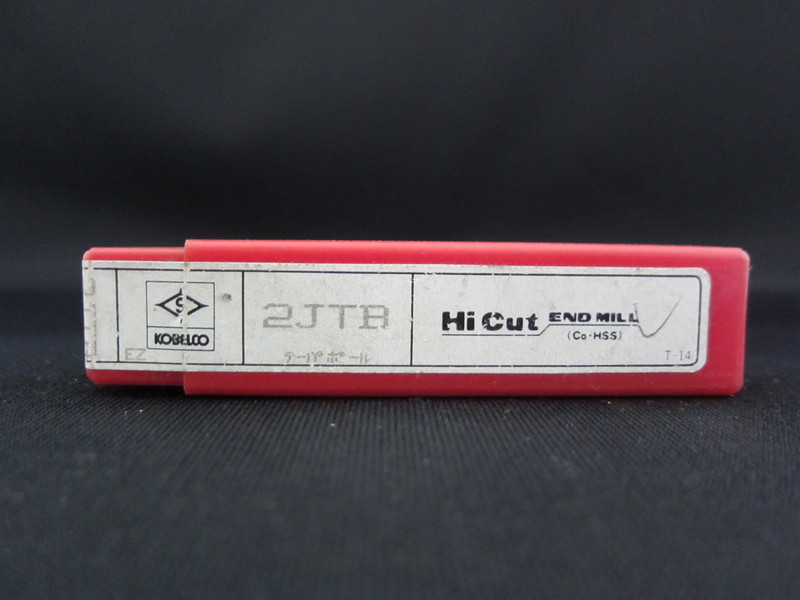 S
KOBELCO
EZ
2JTB
テーパボール
Hi Cut END MILL
(Co·HSS)
T-14